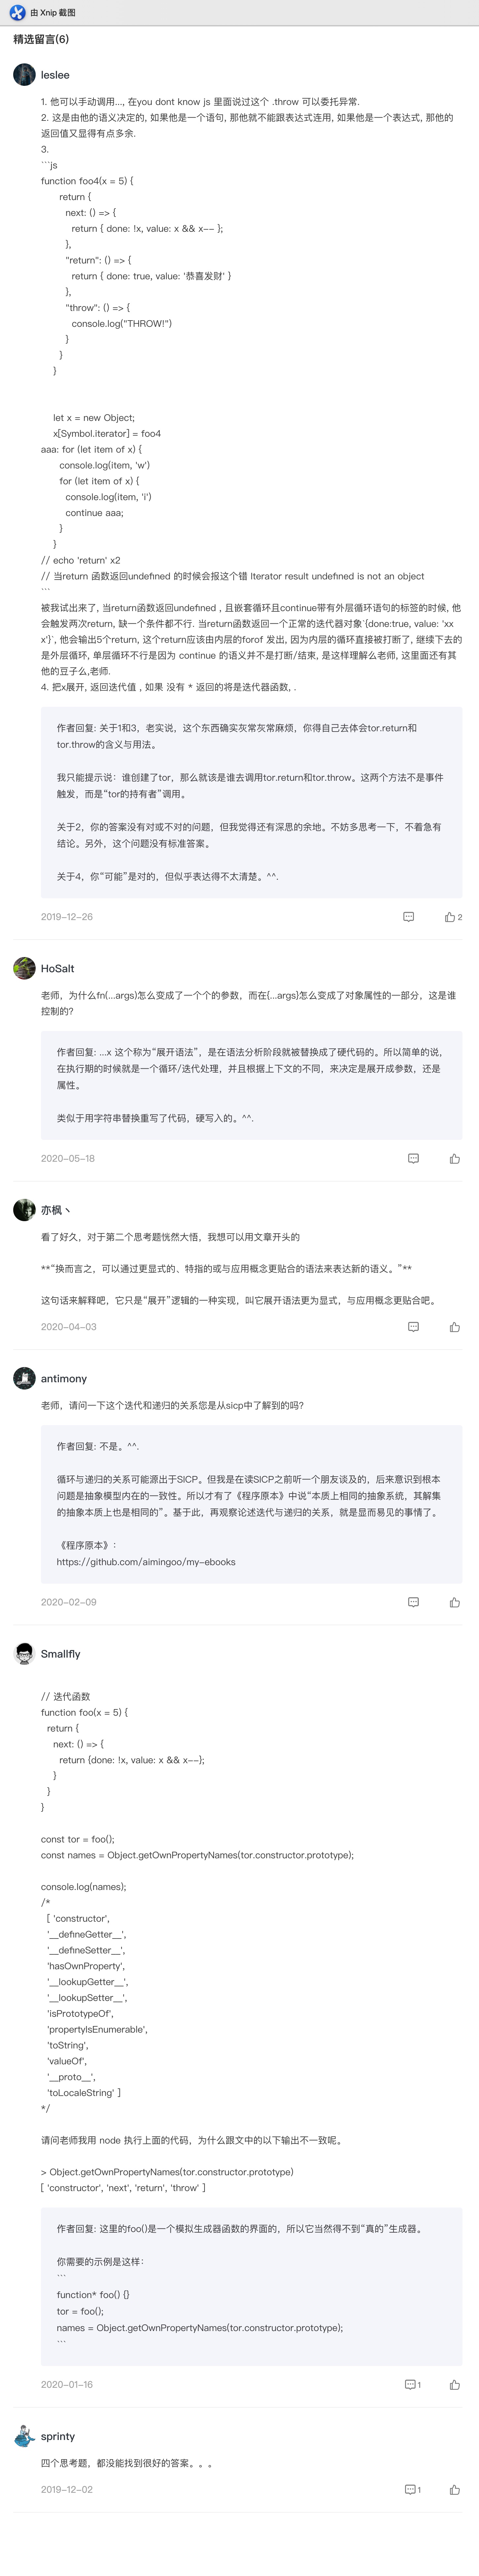 由 Xnip 截图
精选留言(6)
leslee
1. 他可以手动调用..., 在you dont know js 里面说过这个 .throw 可以委托异常.
2. 这是由他的语义决定的, 如果他是一个语句, 那他就不能跟表达式连用, 如果他是一个表达式, 那他的
返回值又显得有点多余.
3.
```js
function foo4(x = 5) {
return {
next: () => {
return { done: !x, value: x && x-- };
},
"return": () => {
return { done: true, value: '恭喜发财' }
},
"throw": () => {
console.log("THROW!")
}
}
}
let x = new Object;
x[Symbol.iterator] = foo4
aaa: for (let item of x) {
console.log(item, 'w')
for (let item of x) {
console.log(item, 'i')
continue aaa;
}
}
// echo 'return' x2
// 当return 函数返回undefined 的时候会报这个错 Iterator result undefined is not an object
```
被我试出来了, 当return函数返回undefined , 且嵌套循环且continue带有外层循环语句的标签的时候, 他
会触发两次return, 缺一个条件都不行. 当return函数返回一个正常的迭代器对象`{done:true, value: 'xx
x'}`, 他会输出5个return, 这个return应该由内层的forof 发出, 因为内层的循环直接被打断了, 继续下去的
是外层循环, 单层循环不行是因为 continue 的语义并不是打断/结束, 是这样理解么老师, 这里面还有其
他的豆子么,老师.
4. 把x展开, 返回迭代值 , 如果 没有 * 返回的将是迭代器函数, .
作者回复: 关于1和3，老实说，这个东西确实灰常灰常麻烦，你得自己去体会tor.return和
tor.throw的含义与用法。
我只能提示说：谁创建了tor，那么就该是谁去调用tor.return和tor.throw。这两个方法不是事件
触发，而是“tor的持有者”调用。
关于2，你的答案没有对或不对的问题，但我觉得还有深思的余地。不妨多思考一下，不着急有
结论。另外，这个问题没有标准答案。
关于4，你“可能”是对的，但似乎表达得不太清楚。^^.
2019-12-26
2
HoSalt
老师，为什么fn(...args)怎么变成了一个个的参数，而在{...args}怎么变成了对象属性的一部分，这是谁
控制的?
作者回复: ...x 这个称为“展开语法”，是在语法分析阶段就被替换成了硬代码的。所以简单的说，
在执行期的时候就是一个循环/迭代处理，并且根据上下文的不同，来决定是展开成参数，还是
属性。
类似于用字符串替换重写了代码，硬写入的。^^.
2020-05-18
亦枫丶
看了好久，对于第二个思考题恍然大悟，我想可以用文章开头的
**“换而言之，可以通过更显式的、特指的或与应用概念更贴合的语法来表达新的语义。”**
这句话来解释吧，它只是“展开”逻辑的一种实现，叫它展开语法更为显式，与应用概念更贴合吧。
2020-04-03
antimony
老师，请问一下这个迭代和递归的关系您是从sicp中了解到的吗?
作者回复: 不是。^^.
循环与递归的关系可能源出于SICP。但我是在读SICP之前听一个朋友谈及的，后来意识到根本
问题是抽象模型内在的一致性。所以才有了《程序原本》中说“本质上相同的抽象系统，其解集
的抽象本质上也是相同的”。基于此，再观察论述迭代与递归的关系，就是显而易见的事情了。
《程序原本》:
https://github.com/aimingoo/my-ebooks
2020-02-09
Smallfly
// 迭代函数
function foo(x = 5) {
return {
next: () => {
return {done: !x, value: x && x--};
}
}
}
const tor = foo();
const names = Object.getOwnPropertyNames(tor.constructor.prototype);
console.log(names);
/*
[ 'constructor',
'__defineGetter__',
'__defineSetter__',
'hasOwnProperty',
'__lookupGetter__',
'__lookupSetter__',
'isPrototypeOf',
'propertyIsEnumerable',
'toString',
'valueOf',
'__proto__',
'toLocaleString' ]
*/
请问老师我用 node 执行上面的代码，为什么跟文中的以下输出不一致呢。
> Object.getOwnPropertyNames(tor.constructor.prototype)
[ 'constructor', 'next', 'return', 'throw' ]
作者回复: 这里的foo()是一个模拟生成器函数的界面的，所以它当然得不到“真的”生成器。
你需要的示例是这样：
```
function* foo() {}
tor = foo();
names = Object.getOwnPropertyNames(tor.constructor.prototype);
```
2020-01-16
1
sprinty
四个思考题，都没能找到很好的答案。。。
2019-12-02
1